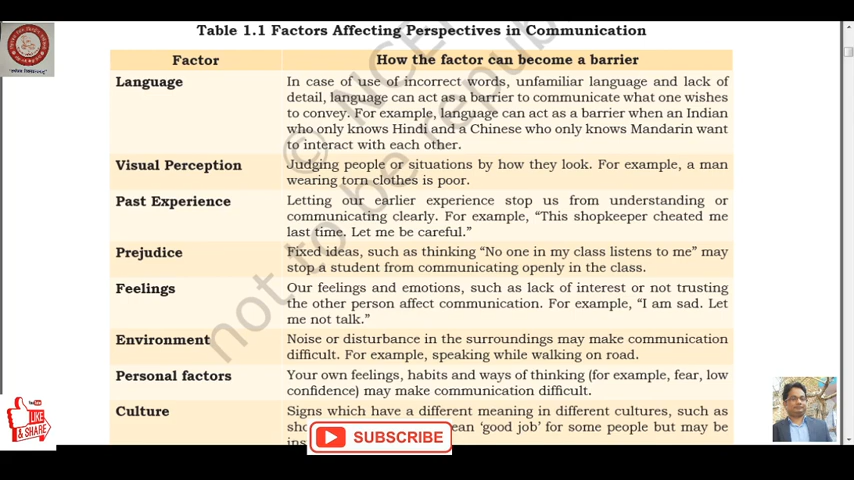 Table 1.1 Factors Affecting Perspectives in Communication
Factor
How the factor can become a barrier
Language
In case of use of incorrect words, unfamiliar language and lack of
detail, language can act as a barrier to communicate what one wishes
to convey. For example, language can act as a barrier when an Indian
who only knows Hindi and a Chinese who only knows Mandarin want
to interact with each other.
Visual Perception
Judging people or situations by how they look. For example, a man
wearing torn clothes is poor.
Past Experience
Letting our earlier experience stop us from understanding or
communicating clearly. For example, “This shopkeeper cheated me
last time. Let me be careful.”
Prejudice
Fixed ideas, such as thinking “No one in my class listens to me” may
stop a student from communicating openly in the class.
Feelings
Our feelings and emotions, such as lack of interest or not trusting
the other person affect communication. For example, “I am sad. Let
me not talk.”
Environment
Noise or disturbance in the surroundings may make communication
difficult. For example, speaking while walking on road.
Personal factors
Your own feelings, habits and ways of thinking (for example, fear, low
confidence) may make communication difficult.
Culture
Signs which have a different meaning in different cultures, such as
‘good job’ for some people but may be
SUBSCRIBE
LIKE
& SHARE
not to be republ